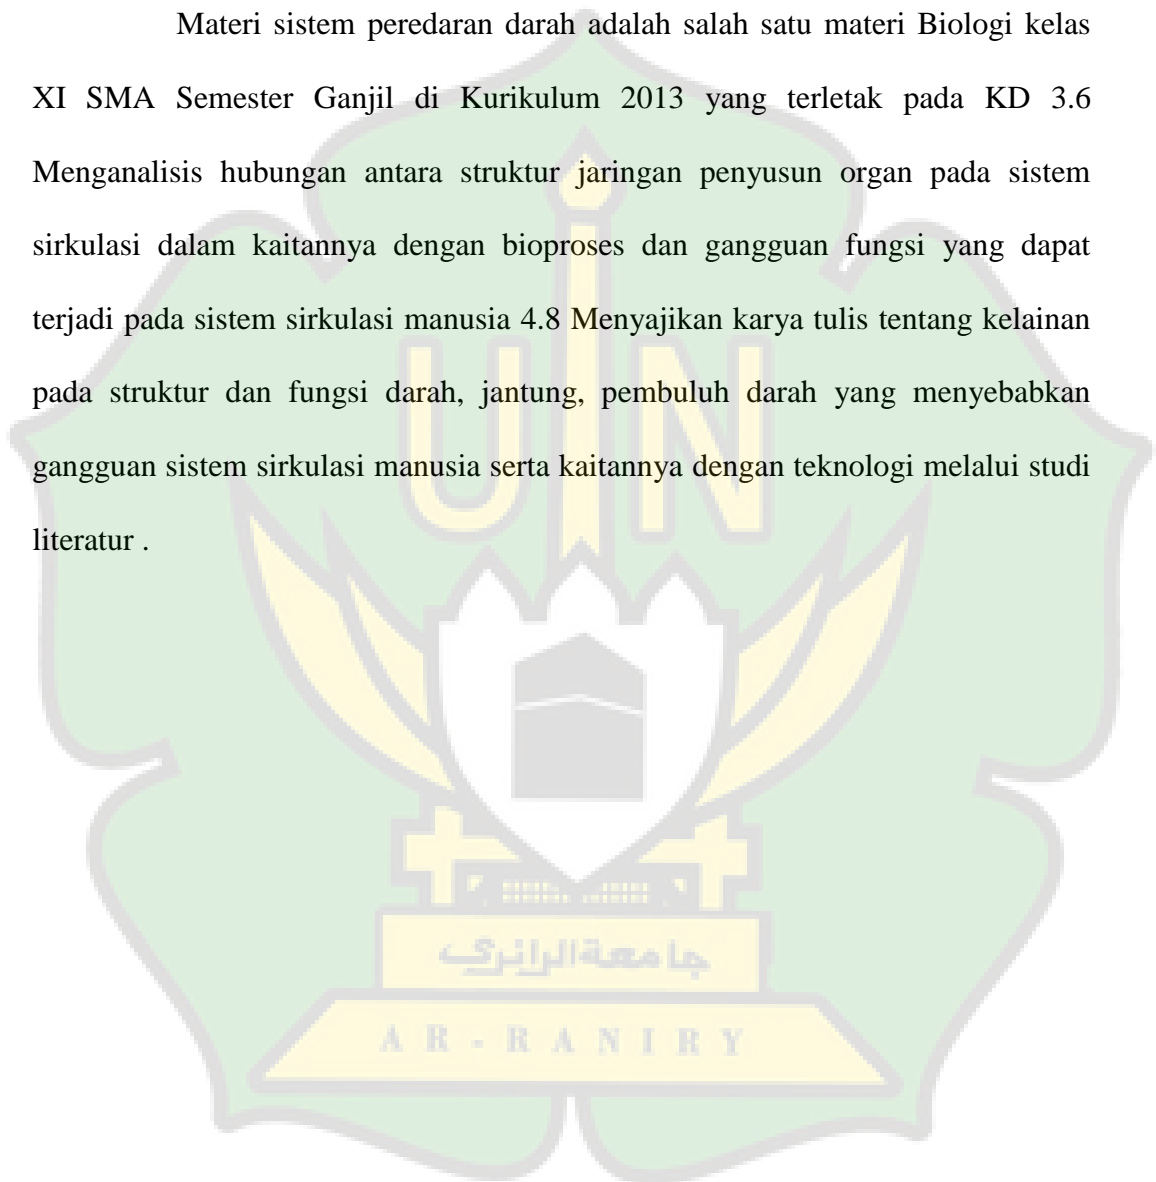 Materi sistem peredaran darah adalah salah satu materi Biologi kelas
XI SMA Semester Ganjil di Kurikulum 2013 yang terletak pada KD 3.6
Menganalisis hubungan antara struktur jaringan penyusun organ pada sistem
sirkulasi dalam kaitannya dengan bioproses dan gangguan fungsi yang dapat
terjadi pada sistem sirkulasi manusia 4.8 Menyajikan karya tulis tentang kelainan
pada struktur dan fungsi darah, jantung, pembuluh darah yang menyebabkan
gangguan sistem sirkulasi manusia serta kaitannya dengan teknologi melalui studi
literatur .
UIN
جامعة الرانري
AR-RANIRY